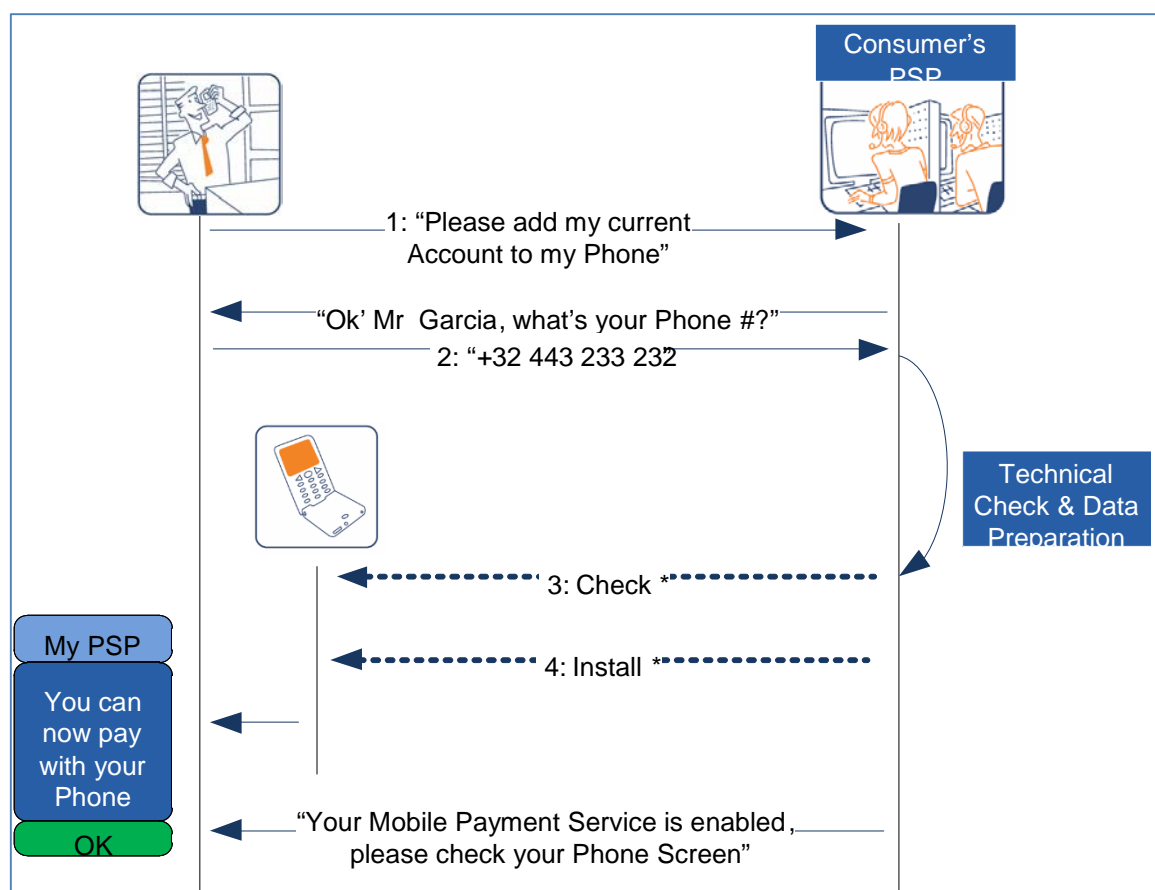 Consumer’s
PSP
1: “Please add my current
Account to my Phone”
“Ok’ Mr Garcia, what’s your Phone #?”
2: “+32 443 233 232”
Technical
Check & Data
Preparation
3: Check *
4: Install *
My PSP
You can
now pay
with your
Phone
OK
“Your Mobile Payment Service is enabled,
please check your Phone Screen”